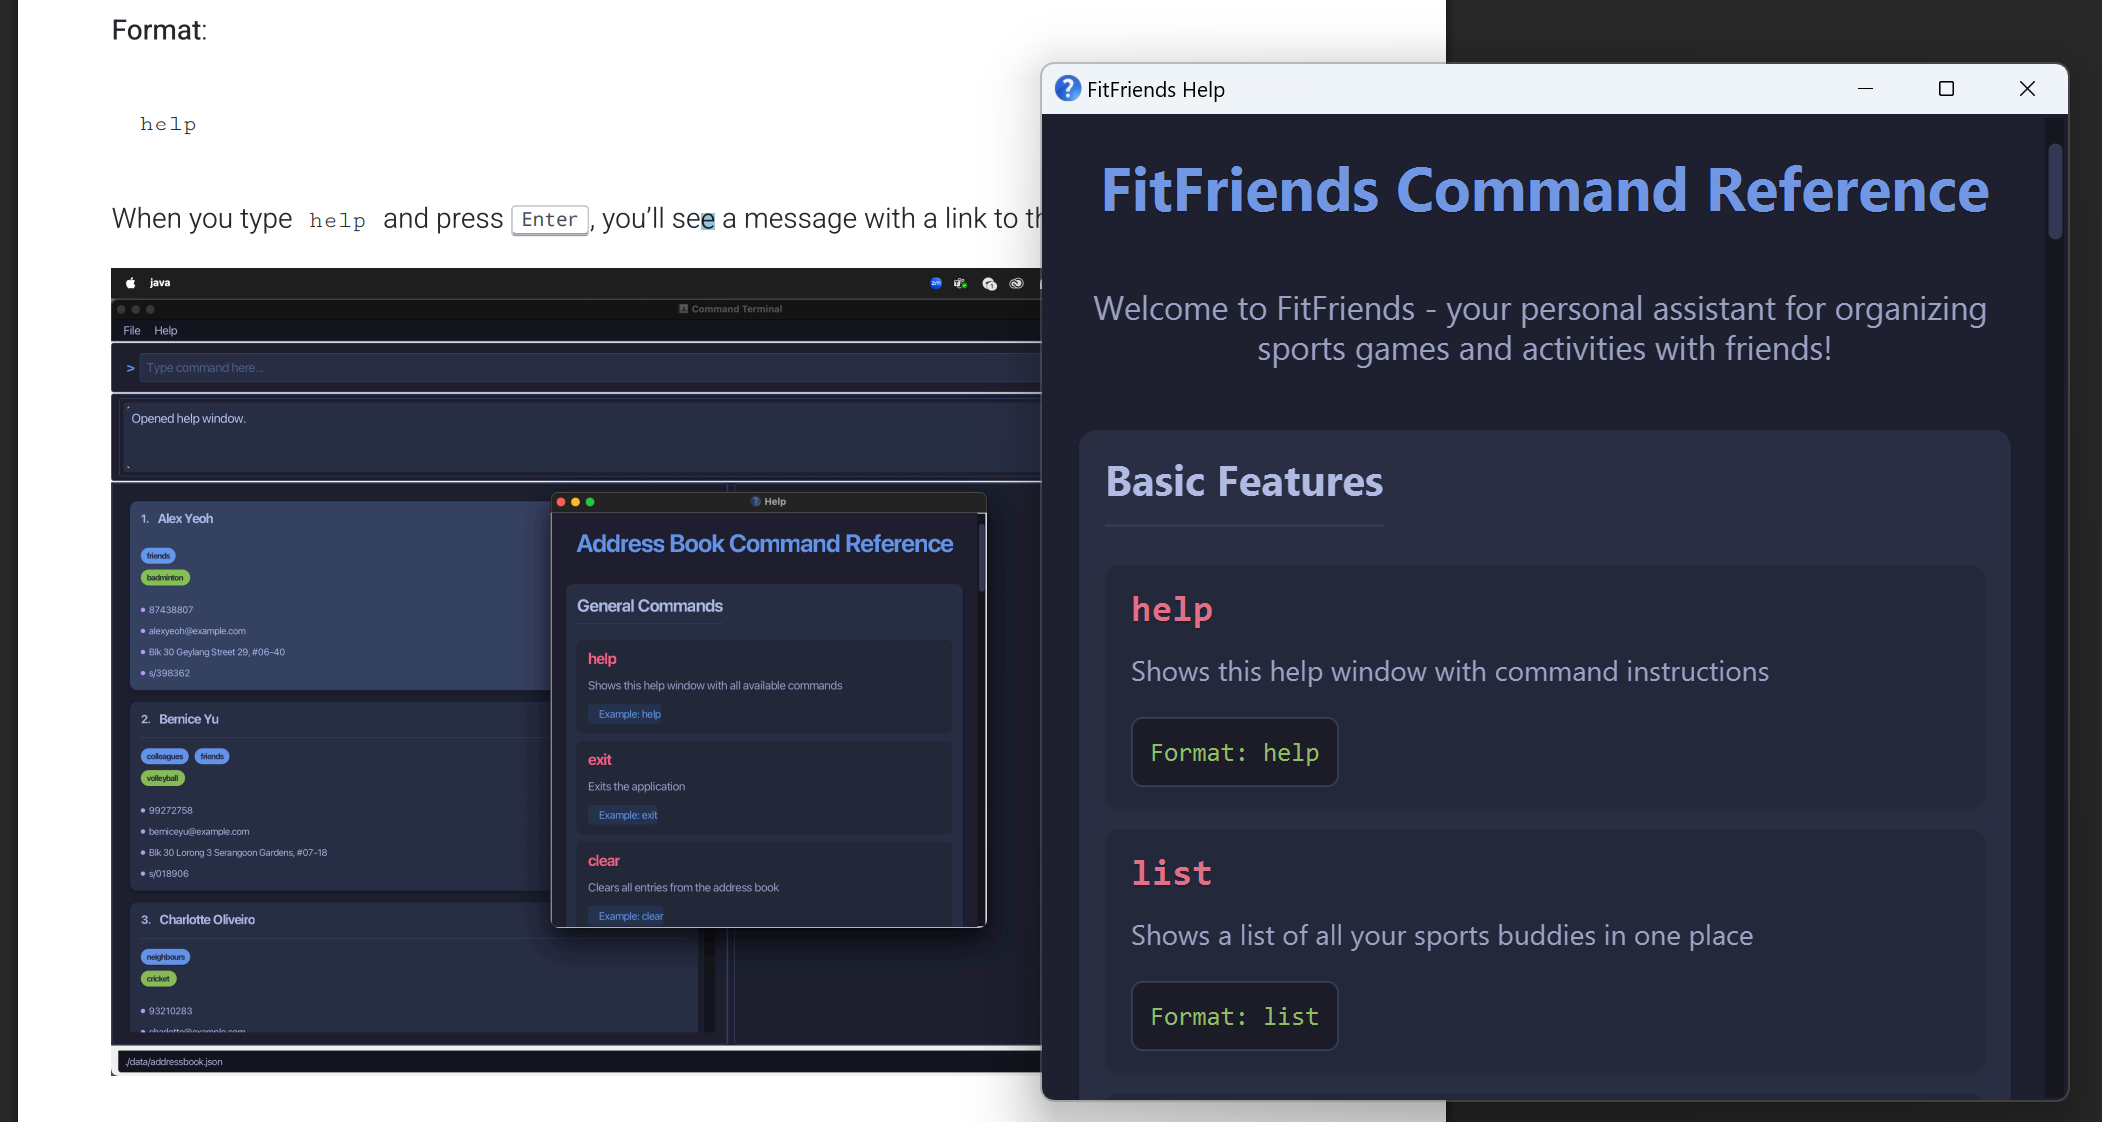 Format:
help
When you type help and press Enter, you'll see a message with a link to th
java
Command Terminal
File Help
> Type command here...
Opened help window.
1. Alex Yeoh
friends
badminton
87438807
alexyeoh@example.com
Blk 30 Geylang Street 29, #06-40
s/398362
2. Bernice Yu
colleagues friends
volleyball
99272758
berniceyu@example.com
Blk 30 Lorong 3 Serangoon Gardens, #07-18
s/018906
3. Charlotte Oliveiro
neighbours
cricket
93210283
charlotte@example.com
./data/addressbook.json
Help
Address Book Command Reference
General Commands
help
Shows this help window with all available commands
Example: help
exit
Exits the application
Example: exit
clear
Clears all entries from the address book
Example: clear
FitFriends Help
FitFriends Command Reference
Welcome to FitFriends - your personal assistant for organizing
sports games and activities with friends!
Basic Features
help
Shows this help window with command instructions
Format: help
list
Shows a list of all your sports buddies in one place
Format: list